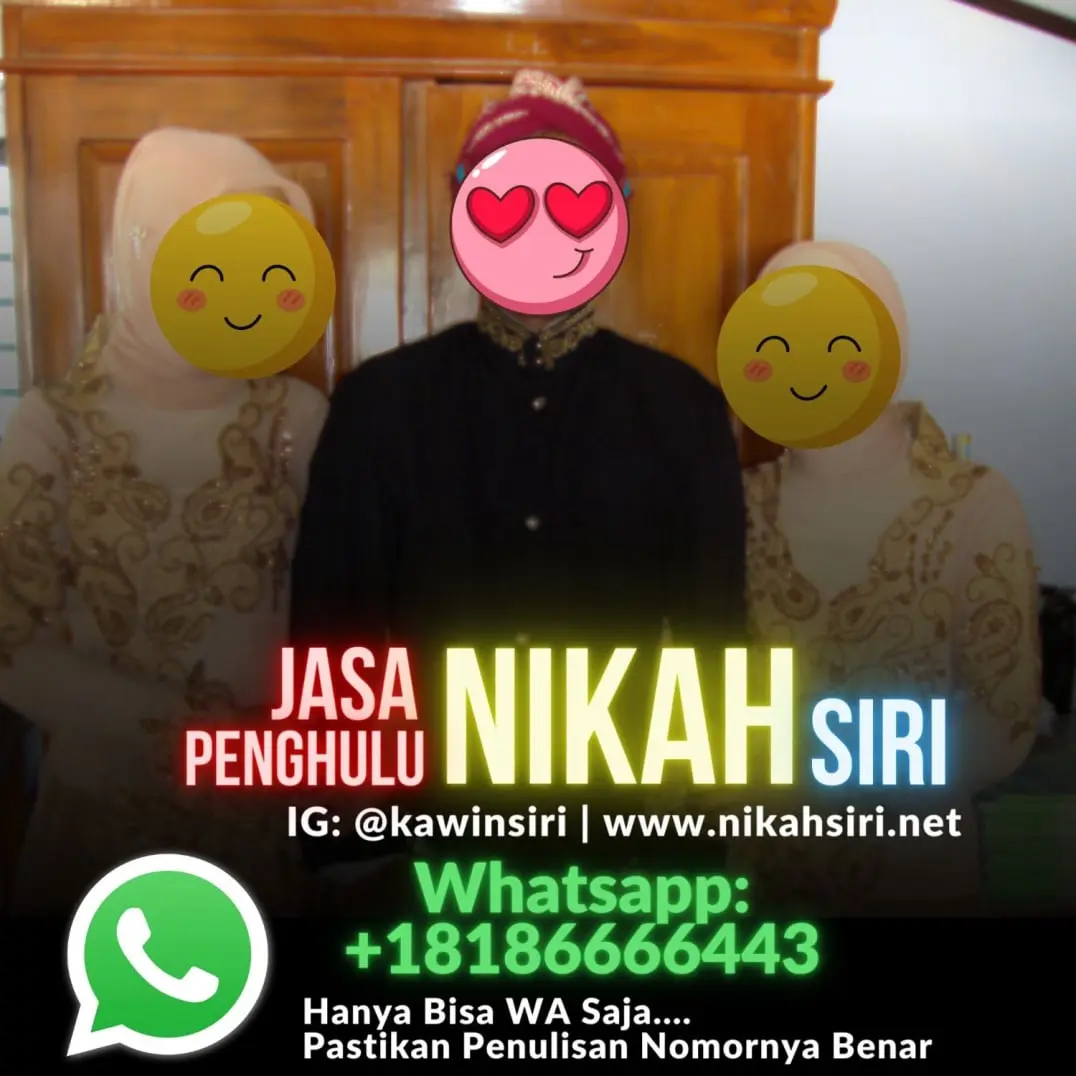 JASA
PENGHULU NIKAH SIRI
IG: @kawinsiri | www.nikahsiri.net
Whatsapp:
+18186666443
Hanya Bisa WA Saja....
Pastikan Penulisan Nomornya Benar